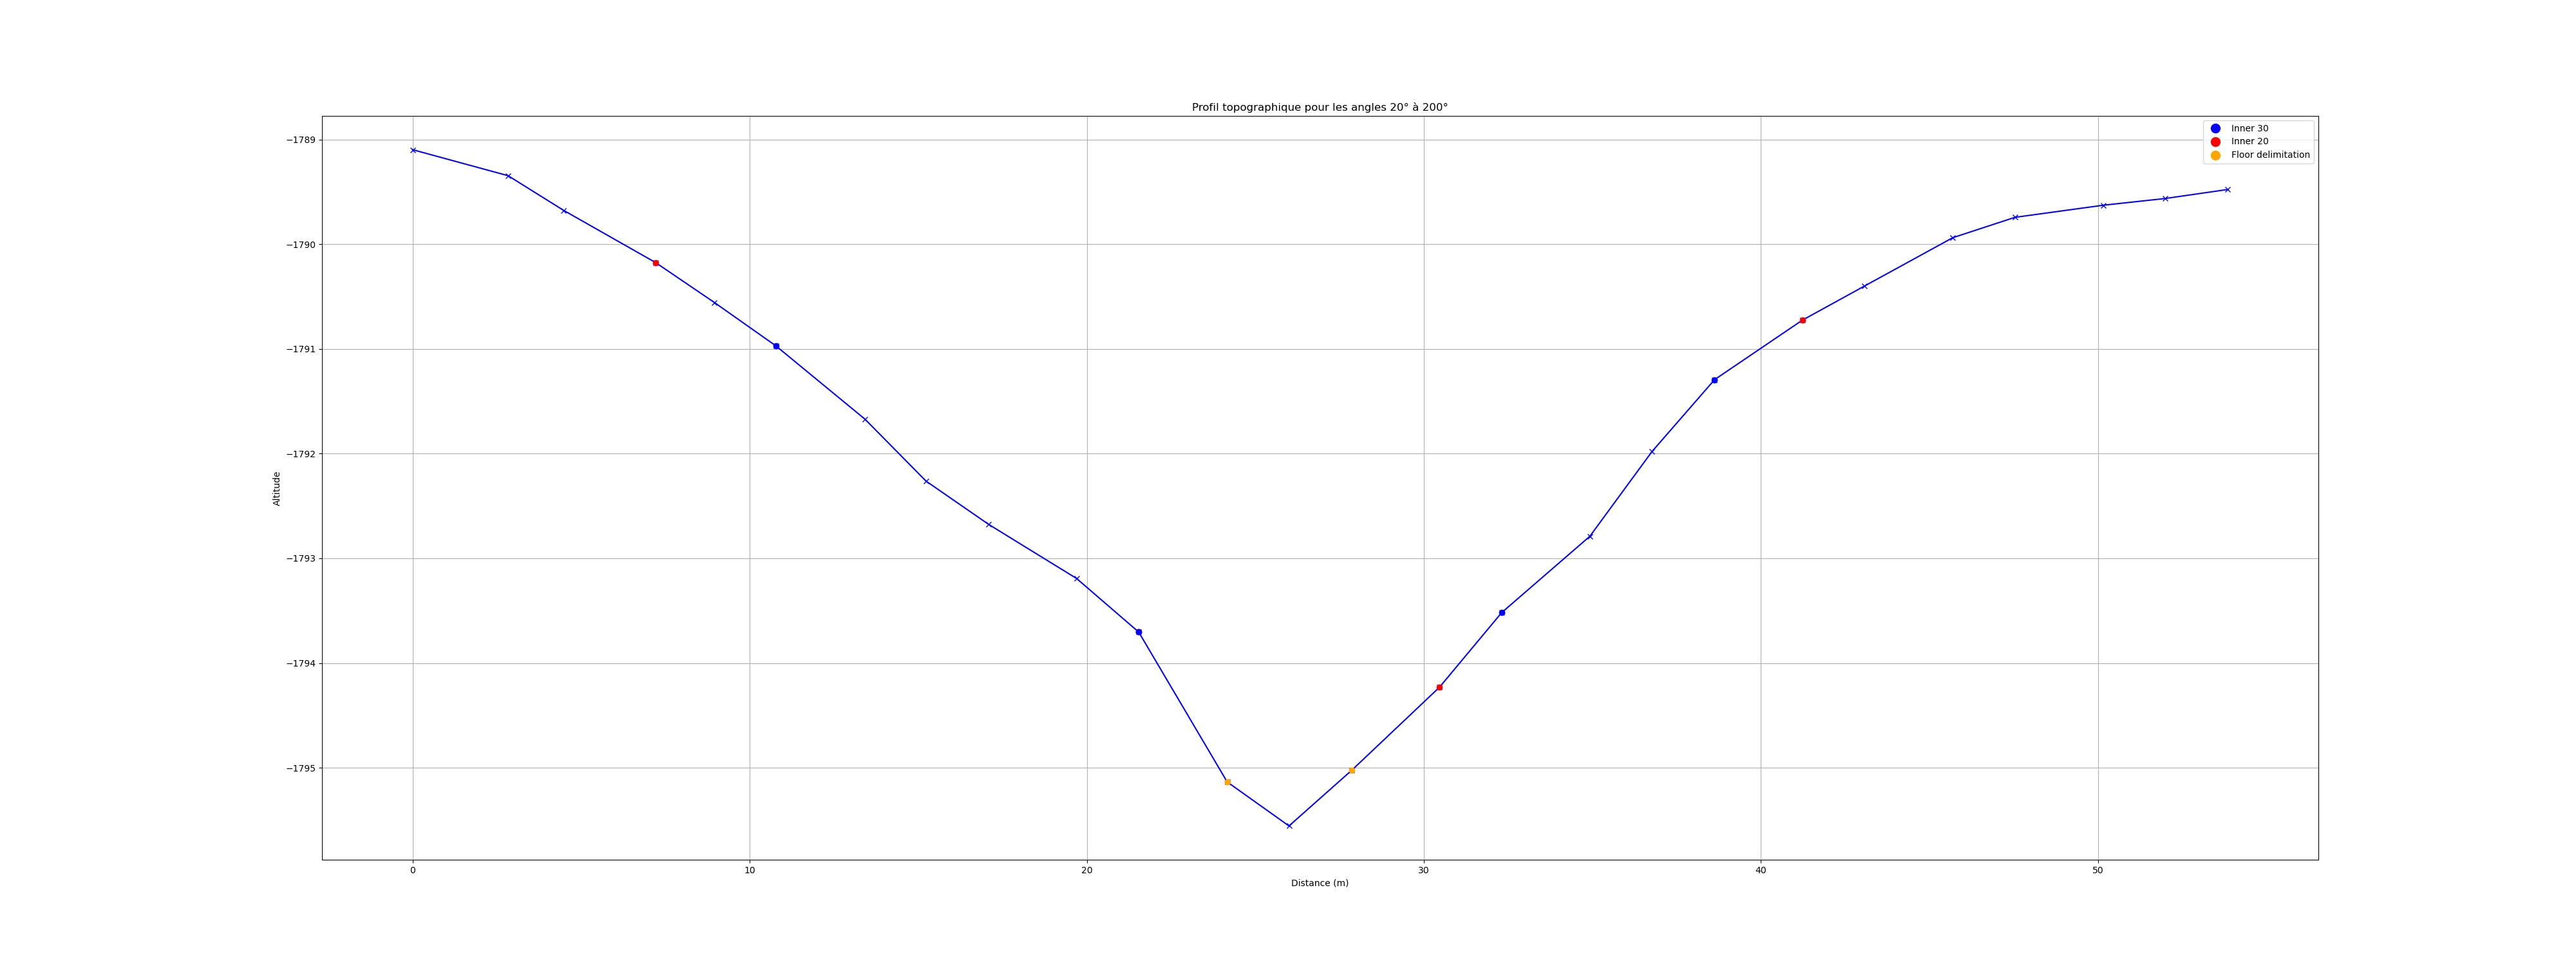 Profil topographique pour les angles 20° à 200°
Inner 30
Inner 20
Floor delimitation
−1789
−1790
−1791
−1792
−1793
−1794
−1795
Altitude
0
10
20
30
40
50
Distance (m)